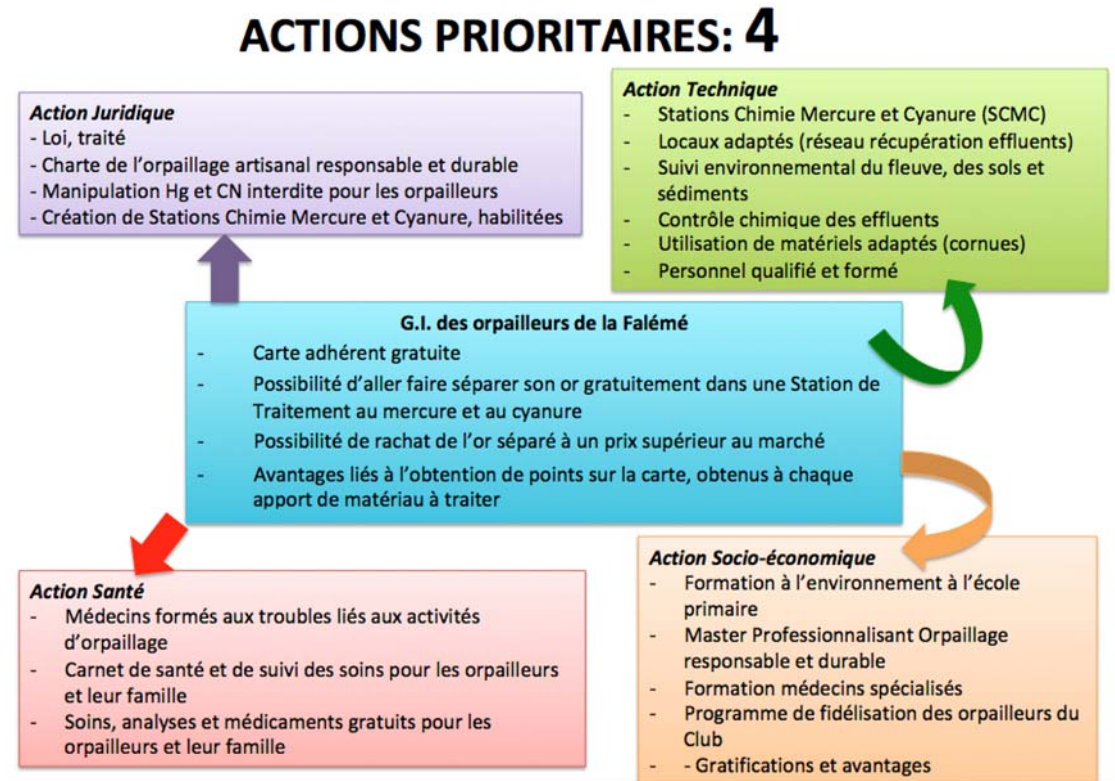 ACTIONS PRIORITAIRES: 4
Action Juridique
- Loi, traité
- Charte de l'orpaillage artisanal responsable et durable
- Manipulation Hg et CN interdite pour les orpailleurs
- Création de Stations Chimie Mercure et Cyanure, habilitées
Action Technique
- Stations Chimie Mercure et Cyanure (SCMC)
- Locaux adaptés (réseau récupération effluents)
- Suivi environnemental du fleuve, des sols et
sédiments
- Contrôle chimique des effluents
- Utilisation de matériels adaptés (cornues)
- Personnel qualifié et formé
G.I. des orpailleurs de la Falémé
- Carte adhérent gratuite
- Possibilité d'aller faire séparer son or gratuitement dans une Station de
Traitement au mercure et au cyanure
- Possibilité de rachat de l'or séparé à un prix supérieur au marché
- Avantages liés à l'obtention de points sur la carte, obtenus à chaque
apport de matériau à traiter
Action Santé
- Médecins formés aux troubles liés aux activités
d'orpaillage
- Carnet de santé et de suivi des soins pour les orpailleurs
et leur famille
- Soins, analyses et médicaments gratuits pour les
orpailleurs et leur famille
Action Socio-économique
- Formation à l'environnement à l'école
primaire
- Master Professionnalisant Orpaillage
responsable et durable
- Formation médecins spécialisés
- Programme de fidélisation des orpailleurs du
Club
- - Gratifications et avantages